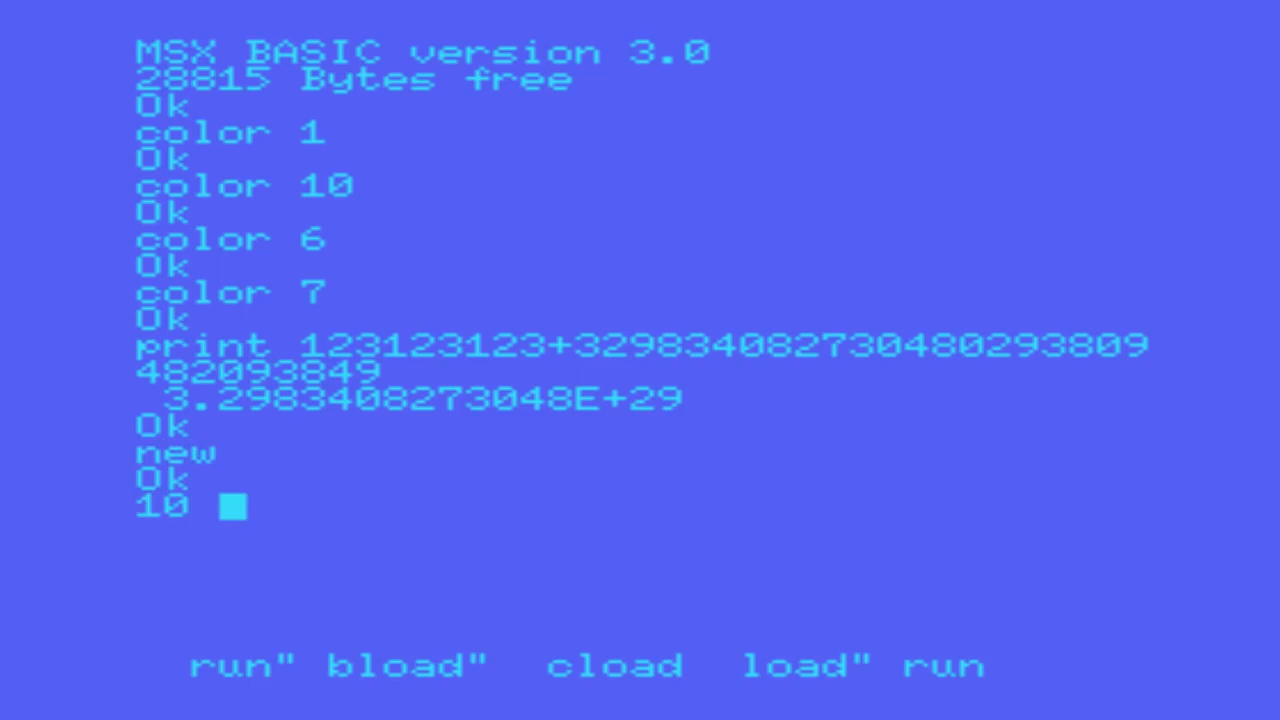 MSX BASIC version 3.0
28815 Bytes free
Ok
color 1
Ok
color 10
Ok
color 6
Ok
color 7
Ok
print 123123123+329834082730480293809
482093849
3.2983408273048E+29
Ok
new
Ok
10
run" bload" cload load" run